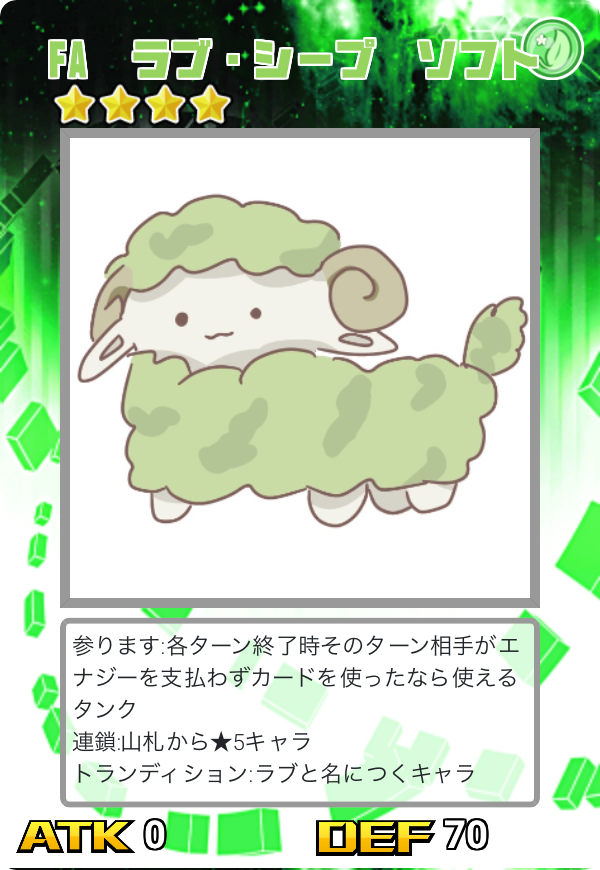 FA ラブ・シープ ソフト
参ります:各ターン終了時そのターン相手がエ
ナジーを支払わずカードを使ったなら使える
タンク
連鎖:山札から★5キャラ
トランディション:ラブと名につくキャラ
ATK 0 DEF 70